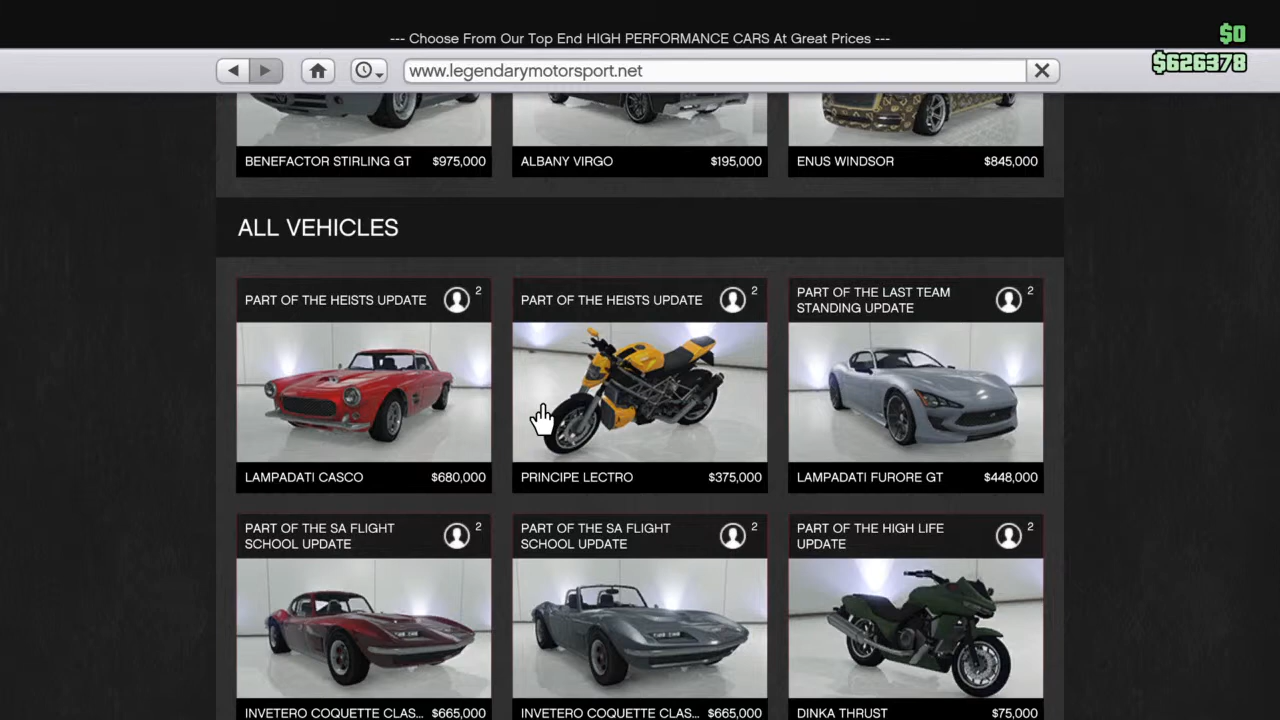 --- Choose From Our Top End HIGH PERFORMANCE CARS At Great Prices ---
$0
$626378
www.legendarymotorsport.net
BENEFACTOR STIRLING GT $975,000
ALBANY VIRGO $195,000
ENUS WINDSOR $845,000
ALL VEHICLES
PART OF THE HEISTS UPDATE 2
PART OF THE HEISTS UPDATE 2
PART OF THE LAST TEAM 2
STANDING UPDATE
LAMPADATI CASCO $680,000
PRINCIPE LECTRO $375,000
LAMPADATI FURORE GT $448,000
PART OF THE SA FLIGHT 2
SCHOOL UPDATE
PART OF THE SA FLIGHT 2
SCHOOL UPDATE
PART OF THE HIGH LIFE 2
UPDATE
INVETERO COQUETTE CLAS... $665,000
INVETERO COQUETTE CLAS... $665,000
DINKA THRUST $75,000